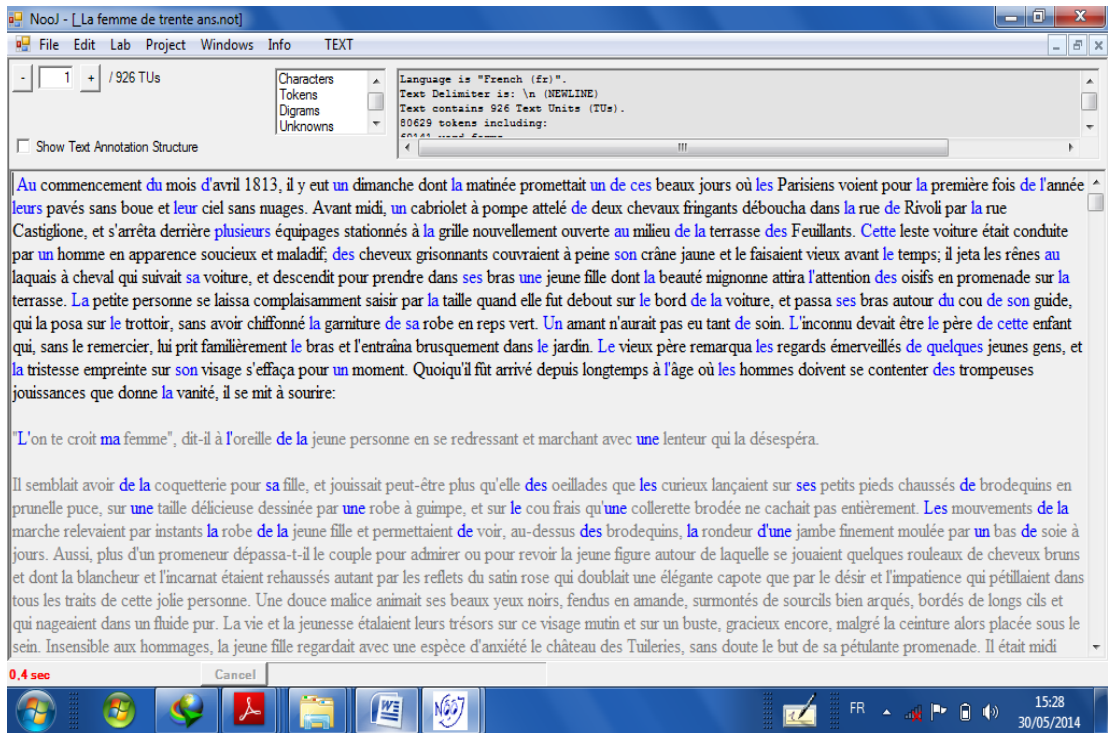 NooJ - [_La femme de trente ans.not]
File Edit Lab Project Windows Info TEXT
- 1 + / 926 TUs
Characters
Tokens
Digrams
Unknowns
Show Text Annotation Structure
Language is "French (fr)".
Text Delimiter is: \n (NEWLINE)
Text contains 926 Text Units (TUs).
80629 tokens including:
Au commencement du mois d'avril 1813, il y eut un dimanche dont la matinée promettait un de ces beaux jours où les Parisiens voient pour la première fois de l'année
leurs pavés sans boue et leur ciel sans nuages. Avant midi, un cabriolet à pompe attelé de deux chevaux fringants déboucha dans la rue de Rivoli par la rue
Castiglione, et s'arrêta derrière plusieurs équipages stationnés à la grille nouvellement ouverte au milieu de la terrasse des Feuillants. Cette leste voiture était conduite
par un homme en apparence soucieux et maladif; des cheveux grisonnants couvraient à peine son crâne jaune et le faisaient vieux avant le temps; il jeta les rênes au
laquais à cheval qui suivait sa voiture, et descendit pour prendre dans ses bras une jeune fille dont la beauté mignonne attira l'attention des oisifs en promenade sur la
terrasse. La petite personne se laissa complaisamment saisir par la taille quand elle fut debout sur le bord de la voiture, et passa ses bras autour du cou de son guide,
qui la posa sur le trottoir, sans avoir chiffonné la garniture de sa robe en reps vert. Un amant n'aurait pas eu tant de soin. L'inconnu devait être le père de cette enfant
qui, sans le remercier, lui prit familièrement le bras et l'entraîna brusquement dans le jardin. Le vieux père remarqua les regards émerveillés de quelques jeunes gens, et
la tristesse empreinte sur son visage s'effaça pour un moment. Quoiqu'il fût arrivé depuis longtemps à l'âge où les hommes doivent se contenter des trompeuses
jouissances que donne la vanité, il se mit à sourire:
"L'on te croit ma femme", dit-il à l'oreille de la jeune personne en se redressant et marchant avec une lenteur qui la désespéra.
Il semblait avoir de la coquetterie pour sa fille, et jouissait peut-être plus qu'elle des oeillades que les curieux lançaient sur ses petits pieds chaussés de brodequins en
prunelle puce, sur une taille délicieuse dessinée par une robe à guimpe, et sur le cou frais qu'une collerette brodée ne cachait pas entièrement. Les mouvements de la
marche relevaient par instants la robe de la jeune fille et permettaient de voir, au-dessus des brodequins, la rondeur d'une jambe finement moulée par un bas de soie à
jours. Aussi, plus d'un promeneur dépassa-t-il le couple pour admirer ou pour revoir la jeune figure autour de laquelle se jouaient quelques rouleaux de cheveux bruns
et dont la blancheur et l'incarnat étaient rehaussés autant par les reflets du satin rose qui doublait une élégante capote que par le désir et l'impatience qui pétillaient dans
tous les traits de cette jolie personne. Une douce malice animait ses beaux yeux noirs, fendus en amande, surmontés de sourcils bien arqués, bordés de longs cils et
qui nageaient dans un fluide pur. La vie et la jeunesse étalaient leurs trésors sur ce visage mutin et sur un buste, gracieux encore, malgré la ceinture alors placée sous le
sein. Insensible aux hommages, la jeune fille regardait avec une espèce d'anxiété le château des Tuileries, sans doute le but de sa pétulante promenade. Il était midi
0,4 sec
Cancel
NooJ
FR
15:28
30/05/2014